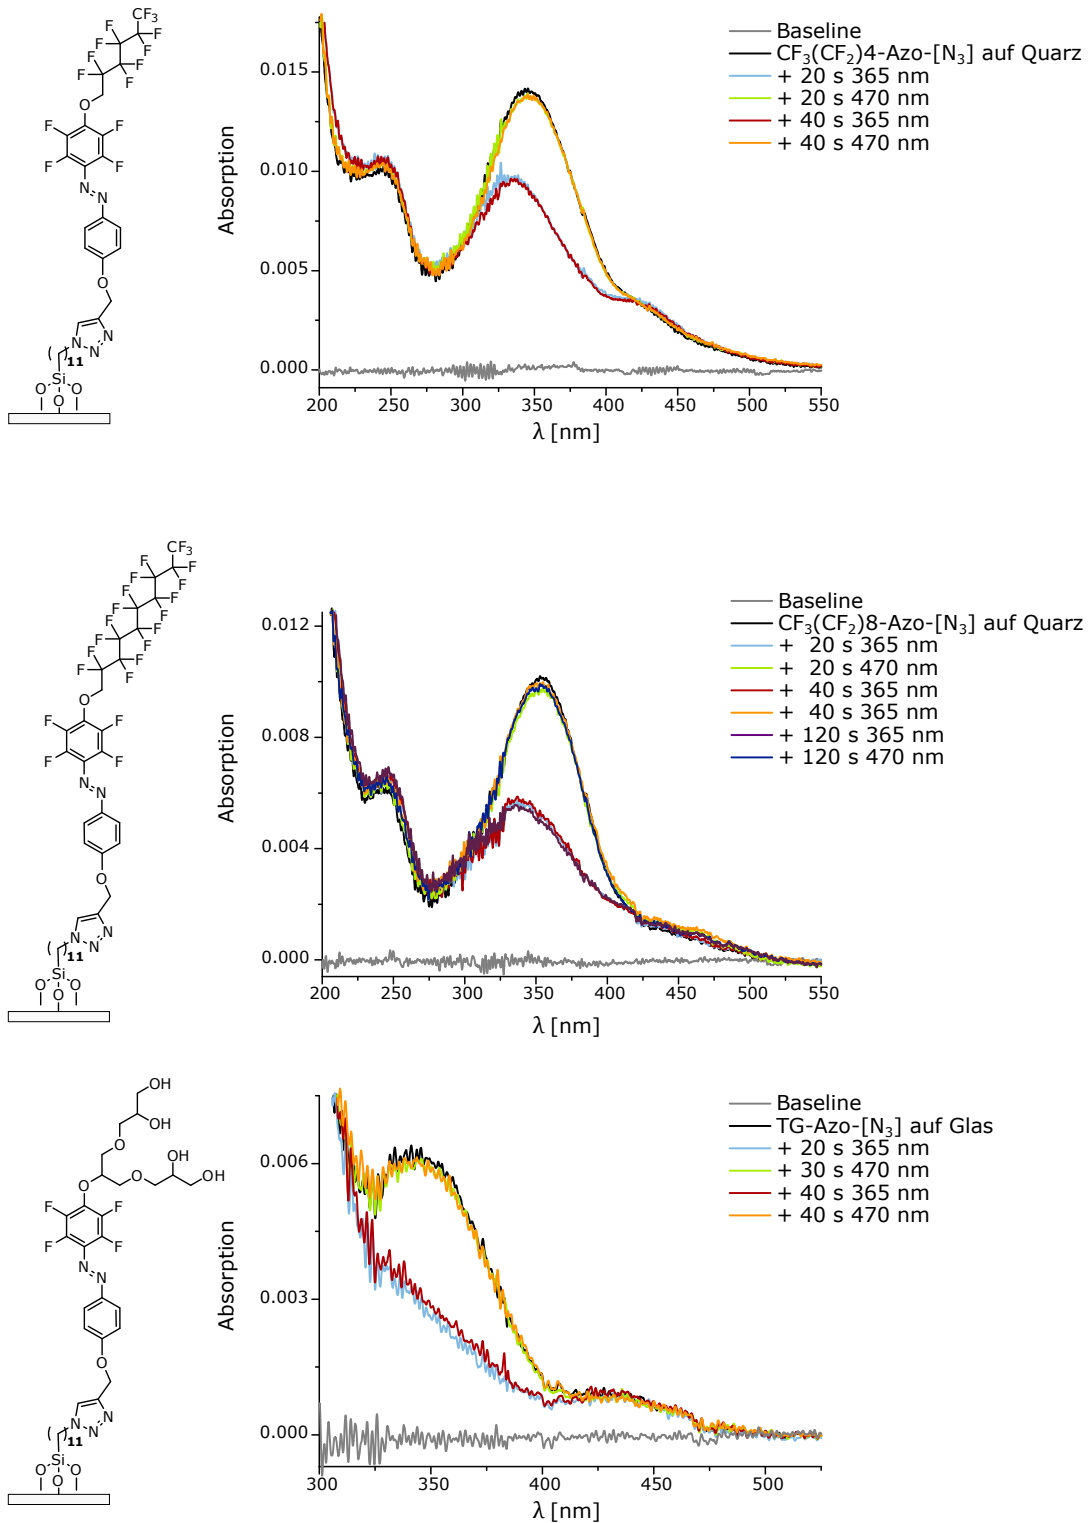 CF₃
F F
F F
F F
F F
O
F F
F F
N
N
O
N N
N
( )
11
Si
O O
O
Absorption
0.015
0.010
0.005
0.000
200 250 300 350 400 450 500 550
λ [nm]
Baseline
CF₃(CF₂)4-Azo-[N₃] auf Quarz
+ 20 s 365 nm
+ 20 s 470 nm
+ 40 s 365 nm
+ 40 s 470 nm
CF₃
F F
F F
F F
F F
F F
F F
F F
F F
O
F F
F F
N
N
O
N N
N
( )
11
Si
O O
O
Absorption
0.012
0.008
0.004
0.000
200 250 300 350 400 450 500 550
λ [nm]
Baseline
CF₃(CF₂)8-Azo-[N₃] auf Quarz
+ 20 s 365 nm
+ 20 s 470 nm
+ 40 s 365 nm
+ 40 s 365 nm
+ 120 s 365 nm
+ 120 s 470 nm
OH
OH
O
OH
O OH
O
F F
F F
N
N
O
N N
N
( )
11
Si
O O
O
Absorption
0.006
0.003
0.000
300 350 400 450 500
λ [nm]
Baseline
TG-Azo-[N₃] auf Glas
+ 20 s 365 nm
+ 30 s 470 nm
+ 40 s 365 nm
+ 40 s 470 nm